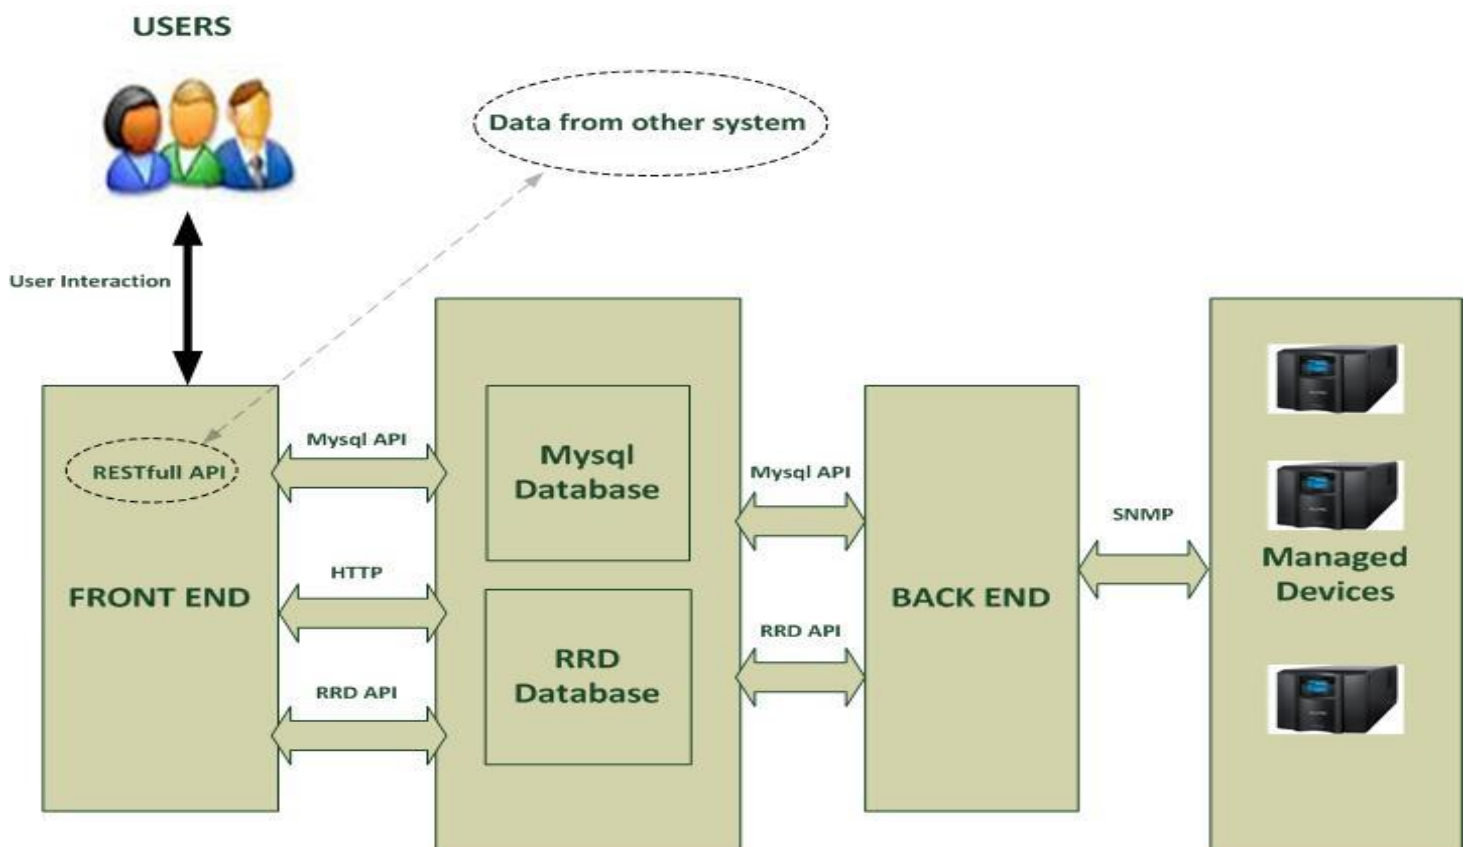 USERS
Data from other system
User Interaction
Mysql API
RESTfull API
Mysql
Database
Mysql API
SNMP
HTTP
FRONT END
BACK END
Managed
Devices
RRD API
RRD
Database
RRD API